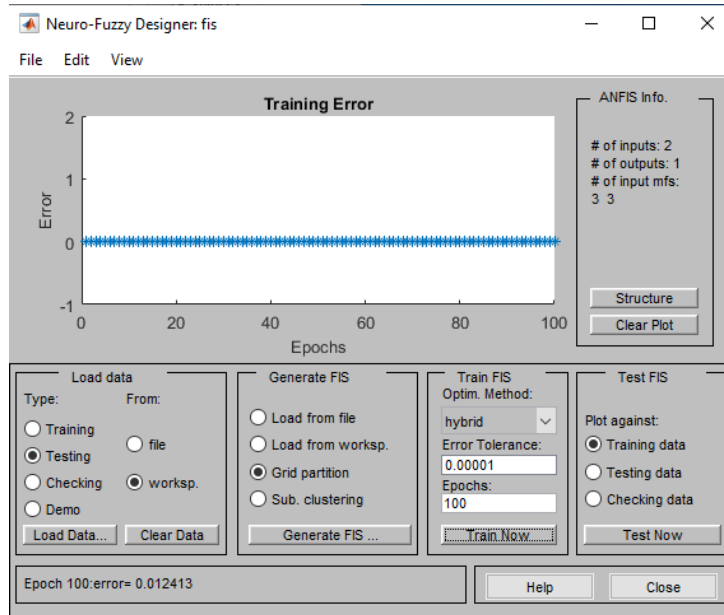 Neuro-Fuzzy Designer: fis
File Edit View
Training Error
2
1
0
-1
Error
0 20 40 60 80 100
Epochs
ANFIS Info.
# of inputs: 2
# of outputs: 1
# of input mfs:
3 3
Structure
Clear Plot
Load data
Type: From:
Training
Testing
Checking
Demo
file
worksp.
Load Data... Clear Data
Generate FIS
Load from file
Load from worksp.
Grid partition
Sub. clustering
Generate FIS ...
Train FIS
Optim. Method:
hybrid
Error Tolerance:
0.00001
Epochs:
100
Train Now
Test FIS
Plot against:
Training data
Testing data
Checking data
Test Now
Epoch 100:error= 0.012413
Help Close